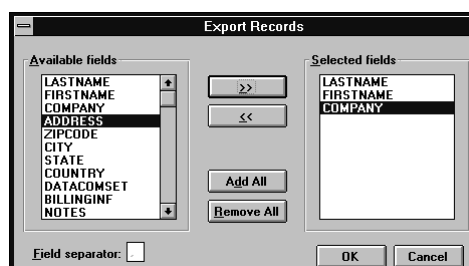 Export Records
Available fields
LASTNAME
FIRSTNAME
COMPANY
ADDRESS
ZIPCODE
CITY
STATE
COUNTRY
DATACOMSET
BILLINGINF
NOTES
>>
<<
Add All
Remove All
Selected fields
LASTNAME
FIRSTNAME
COMPANY
Field separator:
OK
Cancel